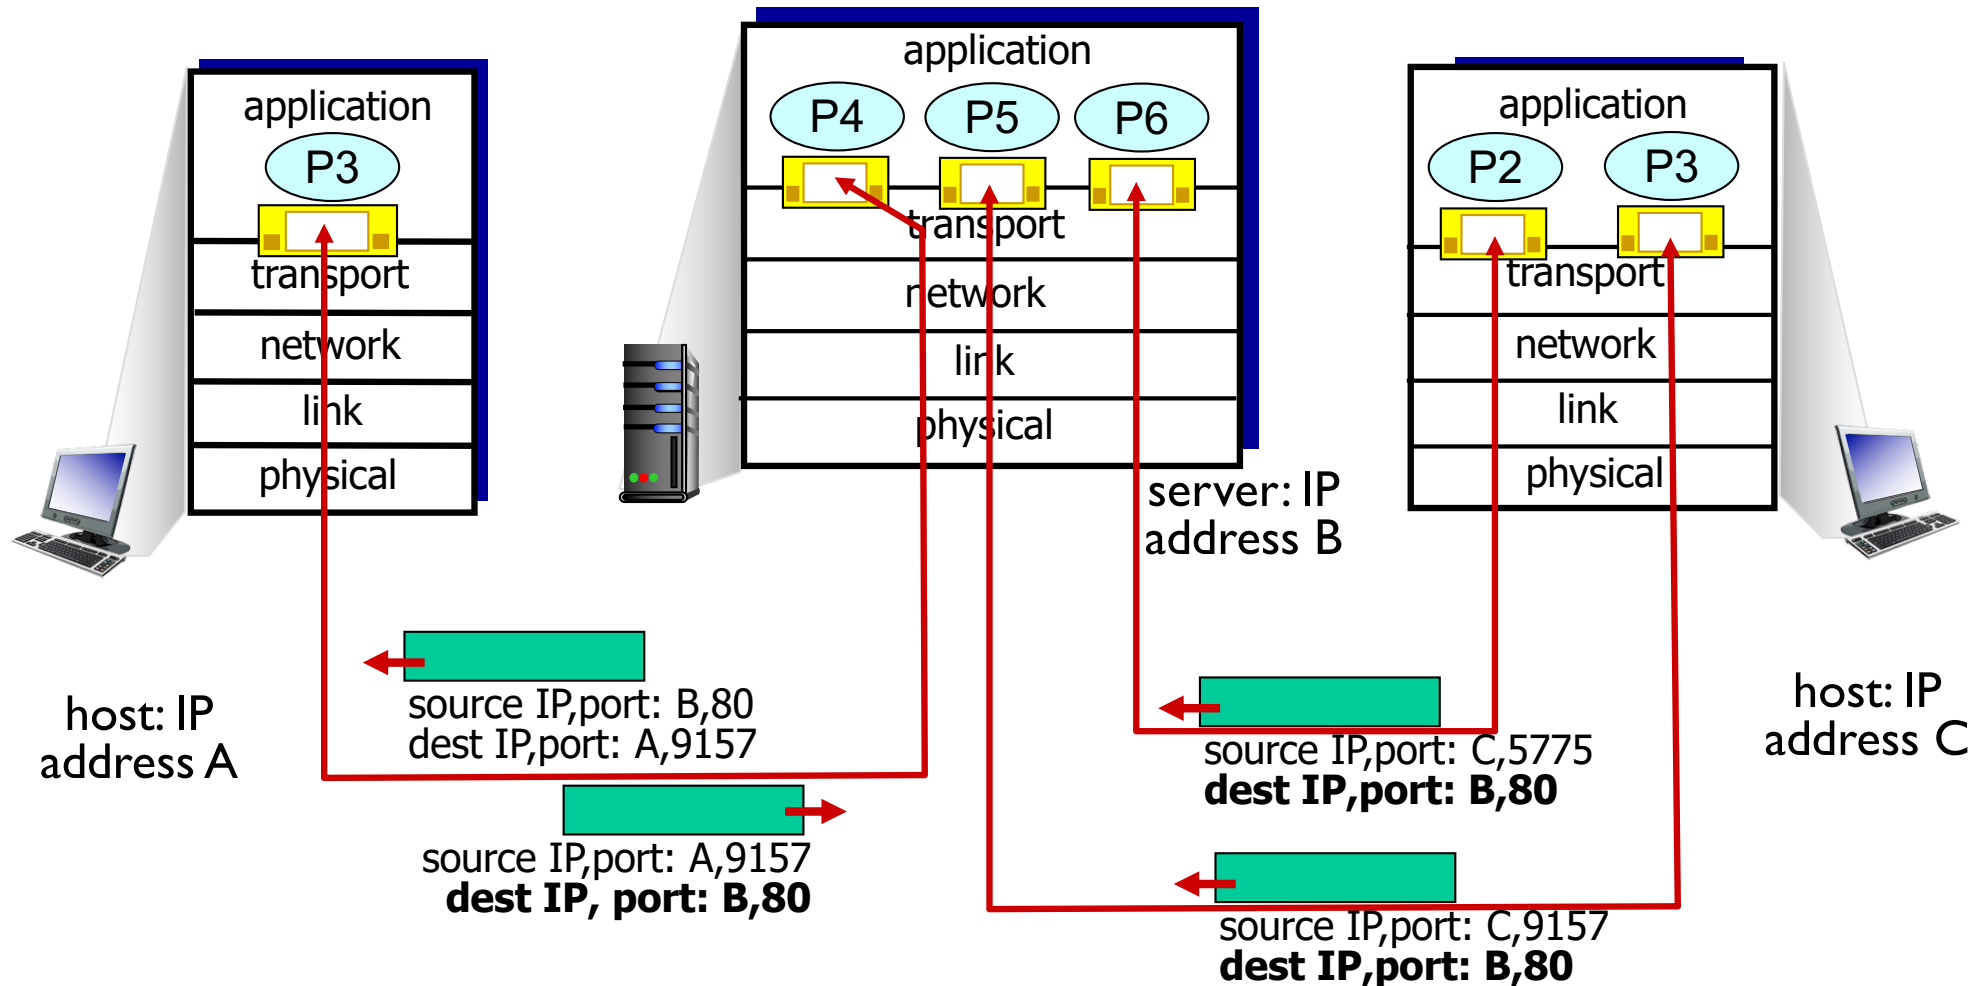 application
P3
transport
network
link
physical
host: IP
address A
application
P4
P5
P6
transport
network
link
physical
server: IP
address B
application
P2
P3
transport
network
link
physical
host: IP
address C
source IP,port: B,80
dest IP,port: A,9157
source IP,port: A,9157
dest IP, port: B,80
source IP,port: C,5775
dest IP,port: B,80
source IP,port: C,9157
dest IP,port: B,80